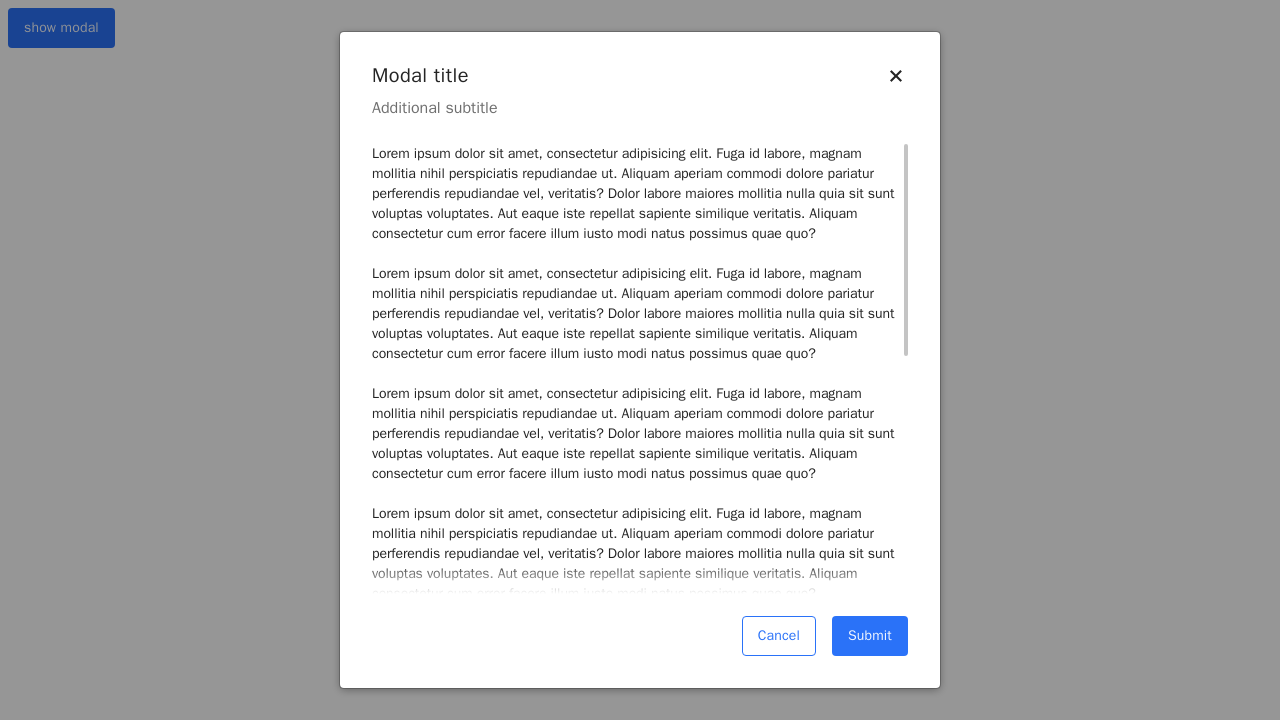 show modal
Modal title
Additional subtitle
Lorem ipsum dolor sit amet, consectetur adipisicing elit. Fuga id labore, magnam
mollitia nihil perspiciatis repudiandae ut. Aliquam aperiam commodi dolore pariatur
perferendis repudiandae vel, veritatis? Dolor labore maiores mollitia nulla quia sit sunt
voluptas voluptates. Aut eaque iste repellat sapiente similique veritatis. Aliquam
consectetur cum error facere illum iusto modi natus possimus quae quo?
Lorem ipsum dolor sit amet, consectetur adipisicing elit. Fuga id labore, magnam
mollitia nihil perspiciatis repudiandae ut. Aliquam aperiam commodi dolore pariatur
perferendis repudiandae vel, veritatis? Dolor labore maiores mollitia nulla quia sit sunt
voluptas voluptates. Aut eaque iste repellat sapiente similique veritatis. Aliquam
consectetur cum error facere illum iusto modi natus possimus quae quo?
Lorem ipsum dolor sit amet, consectetur adipisicing elit. Fuga id labore, magnam
mollitia nihil perspiciatis repudiandae ut. Aliquam aperiam commodi dolore pariatur
perferendis repudiandae vel, veritatis? Dolor labore maiores mollitia nulla quia sit sunt
voluptas voluptates. Aut eaque iste repellat sapiente similique veritatis. Aliquam
consectetur cum error facere illum iusto modi natus possimus quae quo?
Lorem ipsum dolor sit amet, consectetur adipisicing elit. Fuga id labore, magnam
mollitia nihil perspiciatis repudiandae ut. Aliquam aperiam commodi dolore pariatur
perferendis repudiandae vel, veritatis? Dolor labore maiores mollitia nulla quia sit sunt
voluptas voluptates. Aut eaque iste repellat sapiente similique veritatis. Aliquam
consectetur cum error facere illum iusto modi natus possimus quae quo?
Cancel
Submit